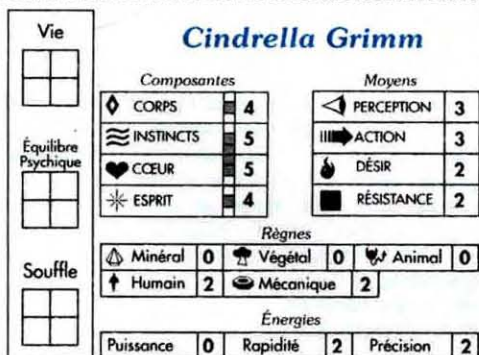 Vie
Équilibre
Psychique
Souffle
Cindrella Grimm
Composantes
CORPS 4
INSTINCTS 5
CŒUR 5
ESPRIT 4
Moyens
PERCEPTION 3
ACTION 3
DÉSIR 2
RÉSISTANCE 2
Règnes
Minéral 0 Végétal 0 Animal 0
Humain 2 Mécanique 2
Énergies
Puissance 0 Rapidité 2 Précision 2